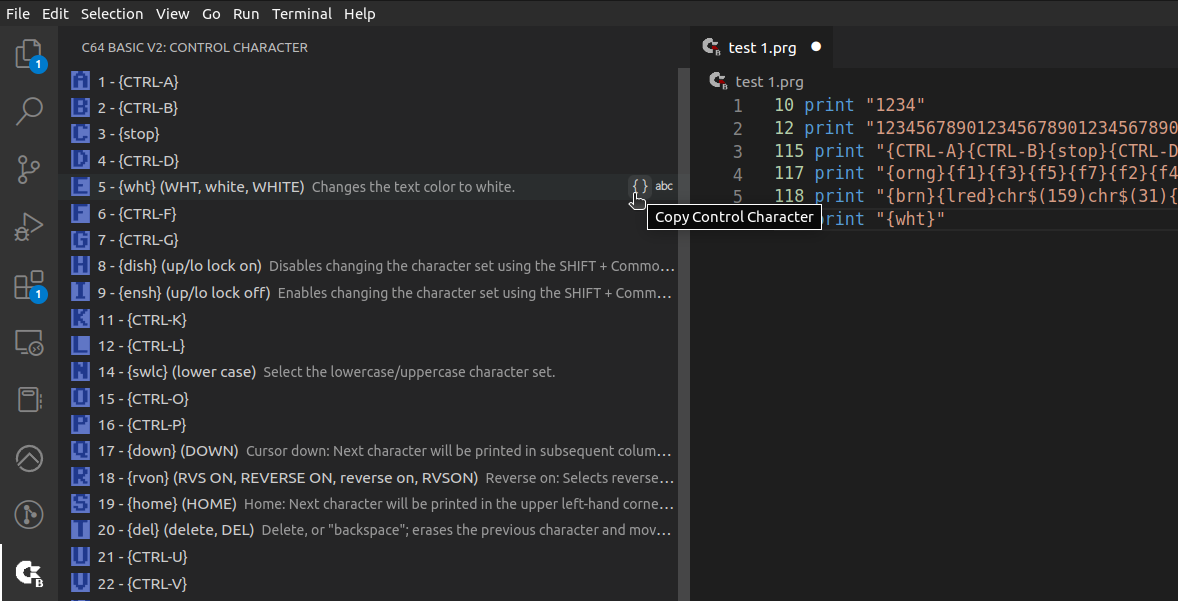 File Edit Selection View Go Run Terminal Help
C64 BASIC V2: CONTROL CHARACTER
1 - {CTRL-A}
2 - {CTRL-B}
3 - {stop}
4 - {CTRL-D}
5 - {wht} (WHT, white, WHITE) Changes the text color to white. {} abc
6 - {CTRL-F}
7 - {CTRL-G}
8 - {dish} (up/lo lock on) Disables changing the character set using the SHIFT + Commo...
9 - {ensh} (up/lo lock off) Enables changing the character set using the SHIFT + Comm...
11 - {CTRL-K}
12 - {CTRL-L}
14 - {swlc} (lower case) Select the lowercase/uppercase character set.
15 - {CTRL-O}
16 - {CTRL-P}
17 - {down} (DOWN) Cursor down: Next character will be printed in subsequent colum...
18 - {rvon} (RVS ON, REVERSE ON, reverse on, RVSON) Reverse on: Selects reverse...
19 - {home} (HOME) Home: Next character will be printed in the upper left-hand corne...
20 - {del} (delete, DEL) Delete, or "backspace"; erases the previous character and mov...
21 - {CTRL-U}
22 - {CTRL-V}
Copy Control Character
test 1.prg
test 1.prg
1 10 print "1234"
2 12 print "123456789012345678901234567890
3 115 print "{CTRL-A}{CTRL-B}{stop}{CTRL-D
4 117 print "{orng}{f1}{f3}{f5}{f7}{f2}{f4
5 118 print "{brn}{lred}chr$(159)chr$(31){
print "{wht}"